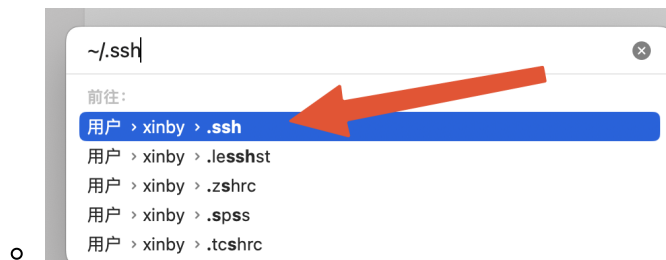 ~/.ssh
前往：
用户 › xinby › .ssh
用户 › xinby › .lesshst
用户 › xinby › .zshrc
用户 › xinby › .spss
用户 › xinby › .tcshrc